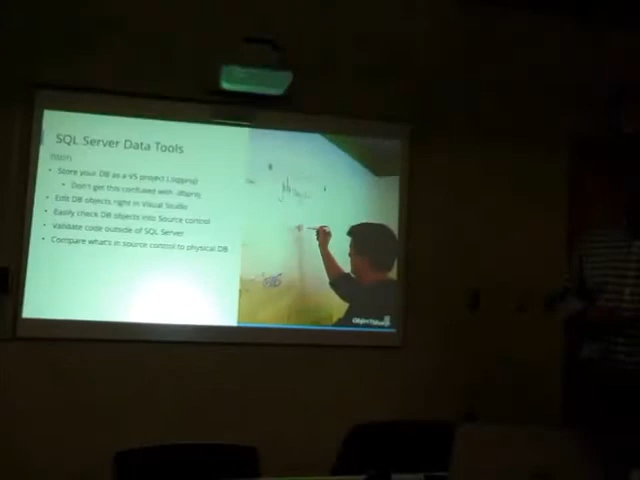 SQL Server Data Tools
(SSDT)
• Store your DB as a VS project
• Don't get this confused with .dbproj
• Edit DB objects right in Visual Studio
• Easily check DB objects into Source control
• Validate code outside of SQL Server
• Compare what's in source control to physical DB